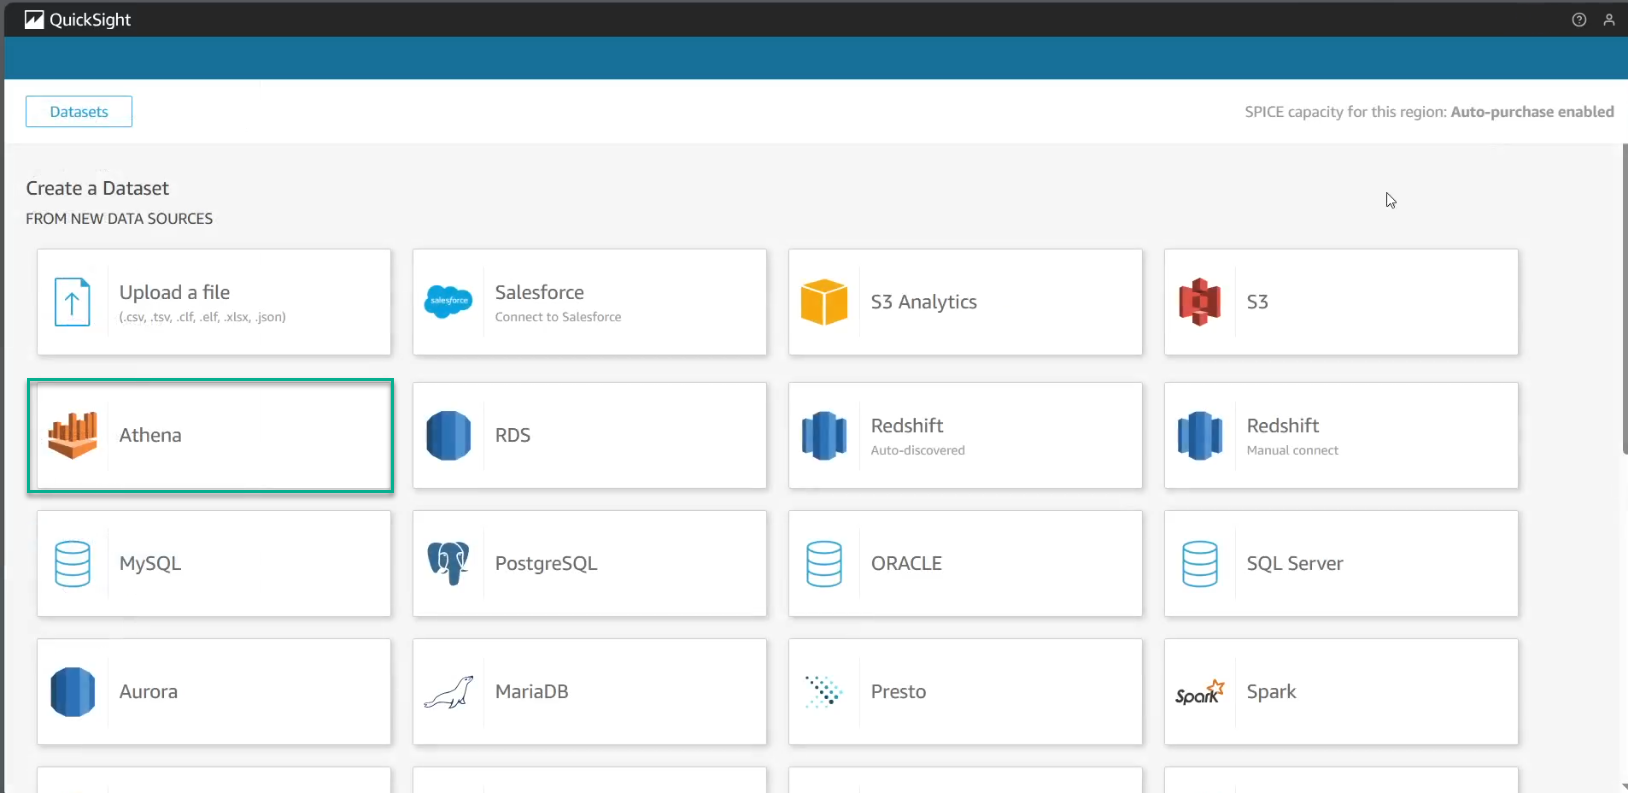 QuickSight
Datasets
SPICE capacity for this region: Auto-purchase enabled
Create a Dataset
FROM NEW DATA SOURCES
Upload a file
(.csv, .tsv, .clf, .elf, .xlsx, .json)
salesforce
Salesforce
Connect to Salesforce
S3 Analytics
S3
Athena
RDS
Redshift
Auto-discovered
Redshift
Manual connect
MySQL
PostgreSQL
ORACLE
SQL Server
Aurora
MariaDB
Presto
Spark
Spark